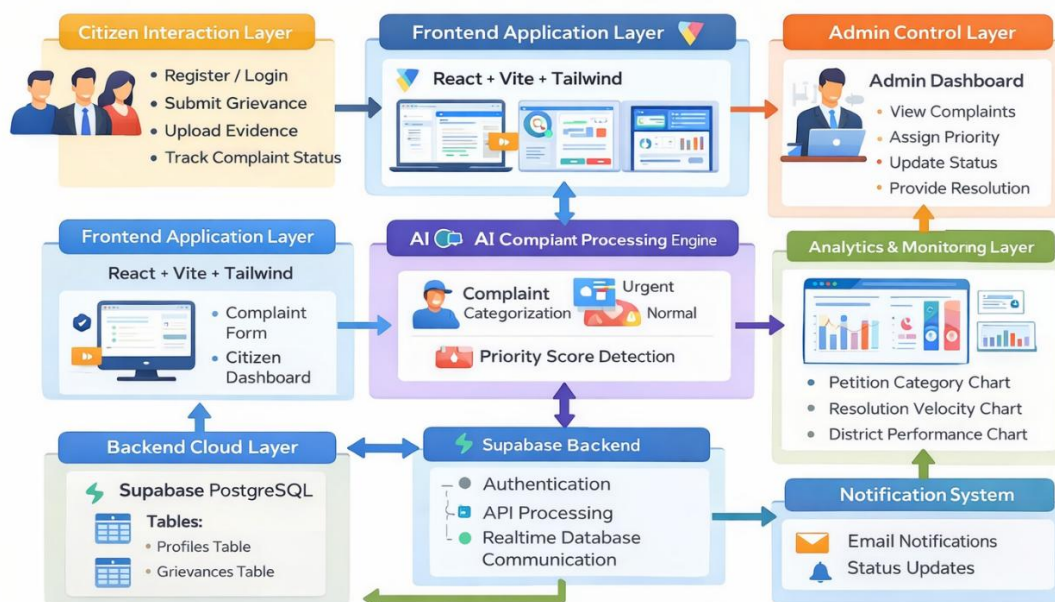 Citizen Interaction Layer
• Register / Login
• Submit Grievance
• Upload Evidence
• Track Complaint Status
Frontend Application Layer
React + Vite + Tailwind
Admin Control Layer
Admin Dashboard
• View Complaints
• Assign Priority
• Update Status
• Provide Resolution
Frontend Application Layer
React + Vite + Tailwind
• Complaint
Form
• Citizen
Dashboard
AI AI Compliant Processing Engine
Complaint
Categorization
Urgent
Normal
Priority Score Detection
Analytics & Monitoring Layer
• Petition Category Chart
• Resolution Velocity Chart
• District Performance Chart
Backend Cloud Layer
Supabase PostgreSQL
Tables:
• Profiles Table
• Grievances Table
Supabase Backend
Authentication
API Processing
Realtime Database
Communication
Notification System
Email Notifications
Status Updates